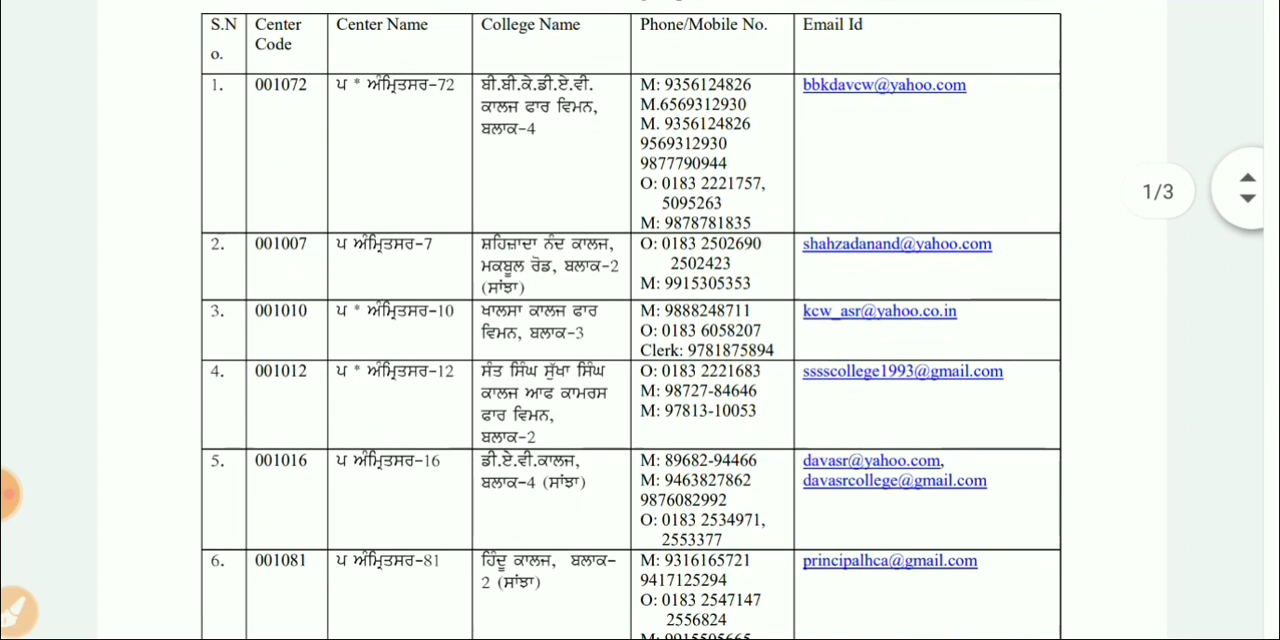 S.N Center Center Name College Name Phone/Mobile No. Email Id
o. Code
1. 001072 ਪ * ਅੰਮ੍ਰਿਤਸਰ-72 ਬੀ.ਬੀ.ਕੇ.ਡੀ.ਏ.ਵੀ. M: 9356124826 bbkdavcw@yahoo.com
ਕਾਲਜ ਫਾਰ ਵਿਮਨ, M.6569312930
ਬਲਾਕ-4 M. 9356124826
9569312930
9877790944
O: 0183 2221757,
5095263
M: 9878781835
2. 001007 ਪ ਅੰਮ੍ਰਿਤਸਰ-7 ਸ਼ਹਿਜ਼ਾਦਾ ਨੰਦ ਕਾਲਜ, O: 0183 2502690 shahzadanand@yahoo.com
ਮਕਬੂਲ ਰੋਡ, ਬਲਾਕ-2 2502423
(ਸਾਂਝਾ) M: 9915305353
3. 001010 ਪ * ਅੰਮ੍ਰਿਤਸਰ-10 ਖਾਲਸਾ ਕਾਲਜ ਫਾਰ M: 9888248711 kcw_asr@yahoo.co.in
ਵਿਮਨ, ਬਲਾਕ-3 O: 0183 6058207
Clerk: 9781875894
4. 001012 ਪ * ਅੰਮ੍ਰਿਤਸਰ-12 ਸੰਤ ਸਿੰਘ ਸੁੱਖਾ ਸਿੰਘ O: 0183 2221683 sssscollege1993@gmail.com
ਕਾਲਜ ਆਫ ਕਾਮਰਸ M: 98727-84646
ਫਾਰ ਵਿਮਨ, M: 97813-10053
ਬਲਾਕ-2
5. 001016 ਪ ਅੰਮ੍ਰਿਤਸਰ-16 ਡੀ.ਏ.ਵੀ.ਕਾਲਜ, M: 89682-94466 davasr@yahoo.com,
ਬਲਾਕ-4 (ਸਾਂਝਾ) M: 9463827862 davasrcollege@gmail.com
9876082992
O: 0183 2534971,
2553377
6. 001081 ਪ ਅੰਮ੍ਰਿਤਸਰ-81 ਹਿੰਦੂ ਕਾਲਜ, ਬਲਾਕ- M: 9316165721 principalhca@gmail.com
2 (ਸਾਂਝਾ) 9417125294
O: 0183 2547147
2556824
M: 9915505665
1/3